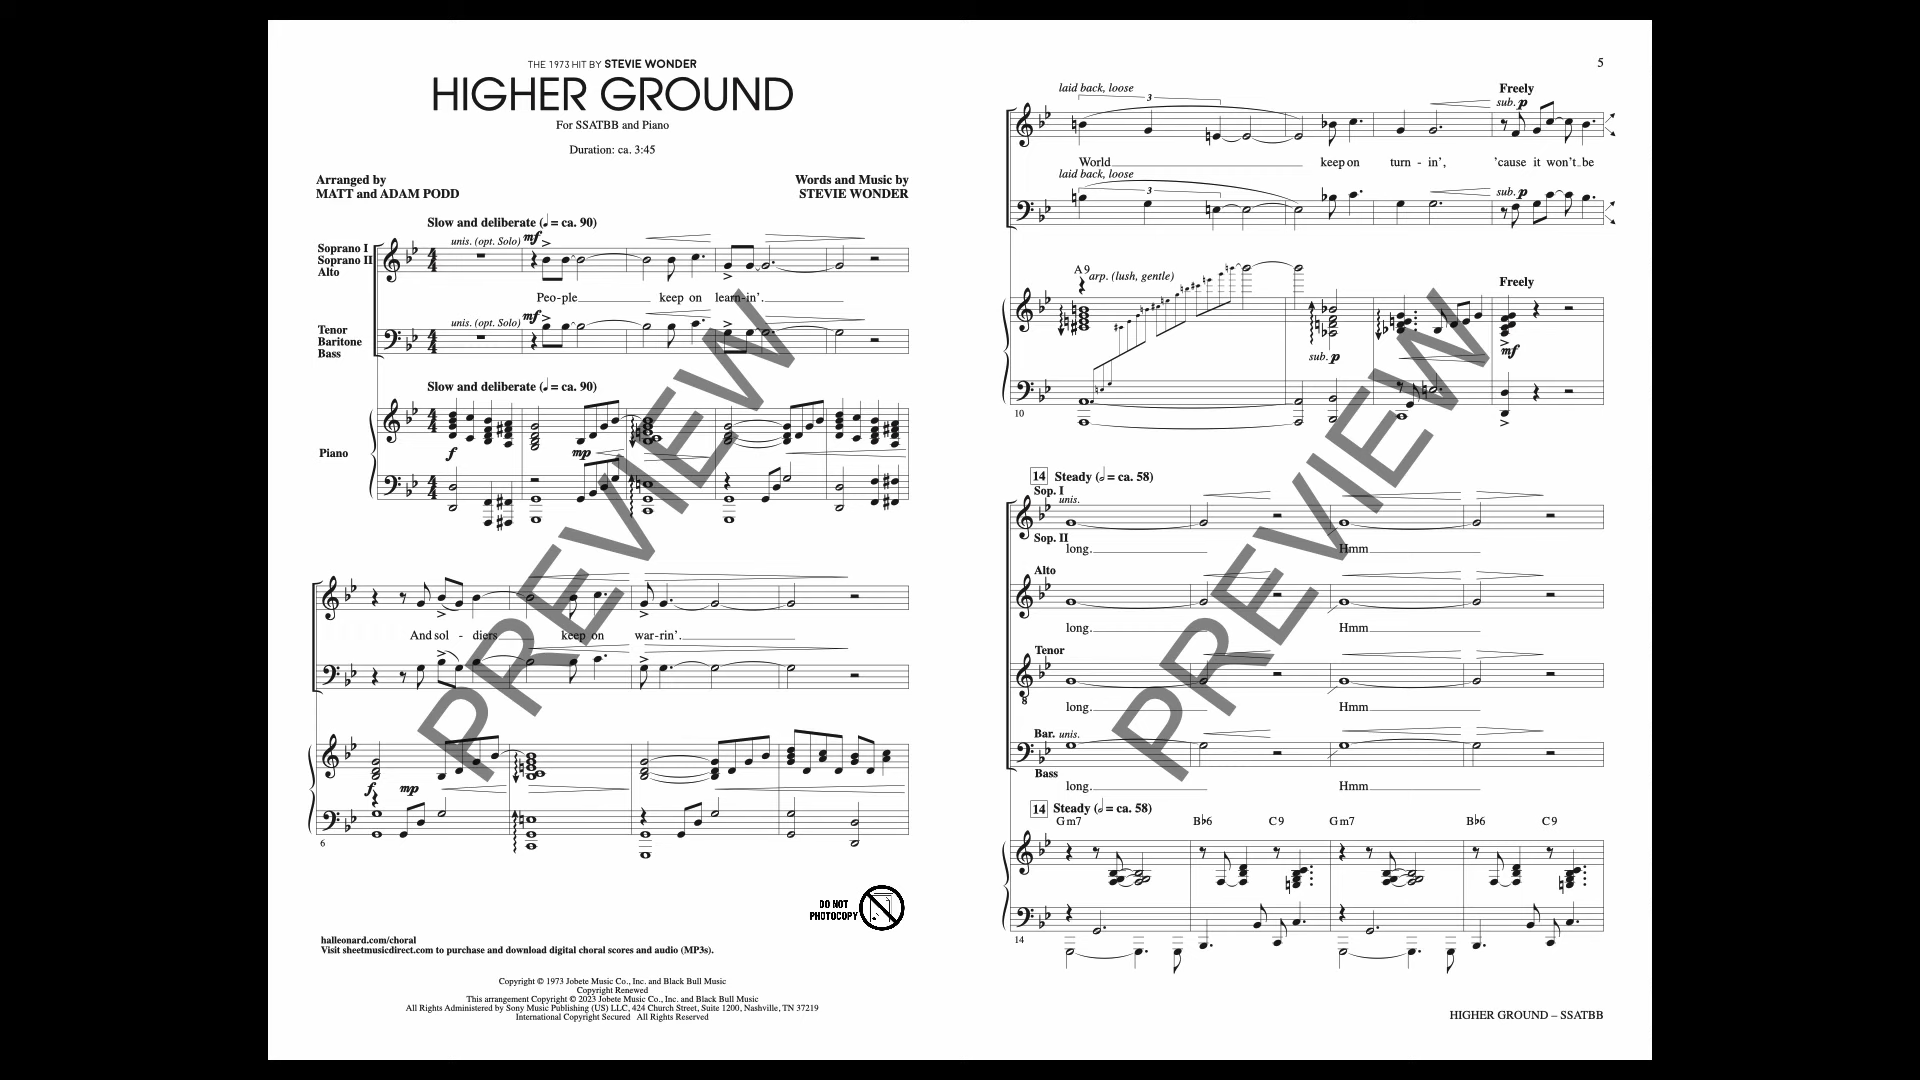 THE 1973 HIT BY STEVIE WONDER
HIGHER GROUND
For SSATBB and Piano
Duration: ca. 3:45
Arranged by
MATT and ADAM PODD
Words and Music by
STEVIE WONDER
Slow and deliberate (♩ = ca. 90)
Soprano I
Soprano II
Alto
unis. (opt. Solo) mf
Peo-ple keep on learn-in'.
Tenor
Baritone
Bass
unis. (opt. Solo) mf
Slow and deliberate (♩ = ca. 90)
Piano
f mp
And sol - diers keep on war-rin'.
f mp
6
DO NOT
PHOTOCOPY
halleonard.com/choral
Visit sheetmusicdirect.com to purchase and download digital choral scores and audio (MP3s).
Copyright © 1973 Jobete Music Co., Inc. and Black Bull Music
Copyright Renewed
This arrangement Copyright © 2023 Jobete Music Co., Inc. and Black Bull Music
All Rights Administered by Sony Music Publishing (US) LLC, 424 Church Street, Suite 1200, Nashville, TN 37219
International Copyright Secured All Rights Reserved
PREVIEW
5
laid back, loose
3
Freely
sub. p
World keep on turn - in', 'cause it won't be
laid back, loose
3
sub. p
A9
arp. (lush, gentle)
Freely
sub. p
mf
10
14 Steady (𝅗𝅥 = ca. 58)
Sop. I
unis.
Sop. II
long. Hmm
Alto
long. Hmm
Tenor
8
long. Hmm
Bar. unis.
Bass
long. Hmm
14 Steady (𝅗𝅥 = ca. 58)
Gm7 B♭6 C9 Gm7 B♭6 C9
14
HIGHER GROUND – SSATBB
PREVIEW